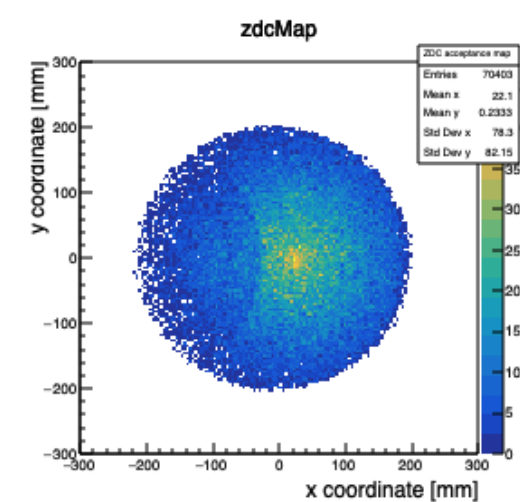 zdcMap
ZDC acceptance map
Entries 70403
Mean x 22.1
Mean y 0.2333
Std Dev x 78.3
Std Dev y 82.15
y coordinate [mm]
300
200
100
0
−100
−200
−300
−300 −200 −100 0 100 200 300
x coordinate [mm]
35
30
25
20
15
10
5
0